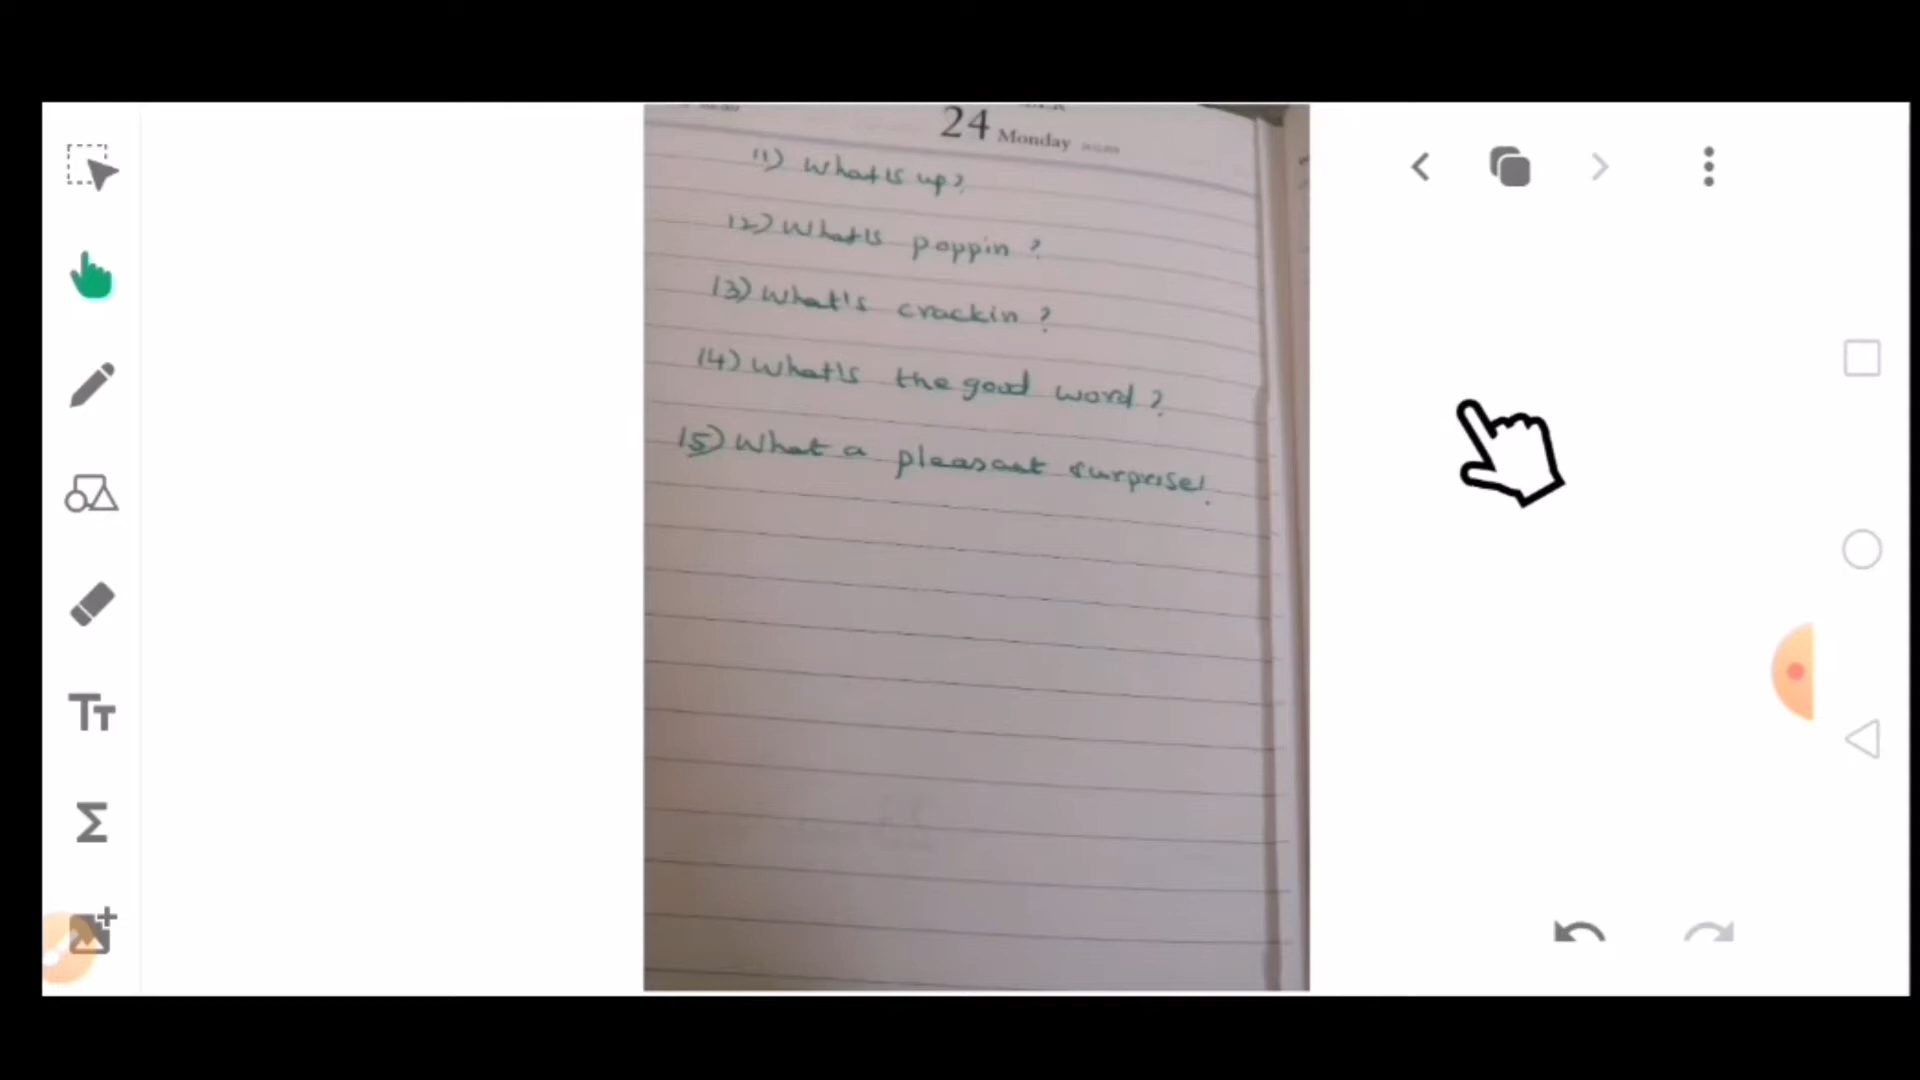 24 Monday
11) What's up?
12) What's poppin ?
13) What's crackin ?
14) What's the good word?
15) What a pleasant surprise!
Tт
Σ